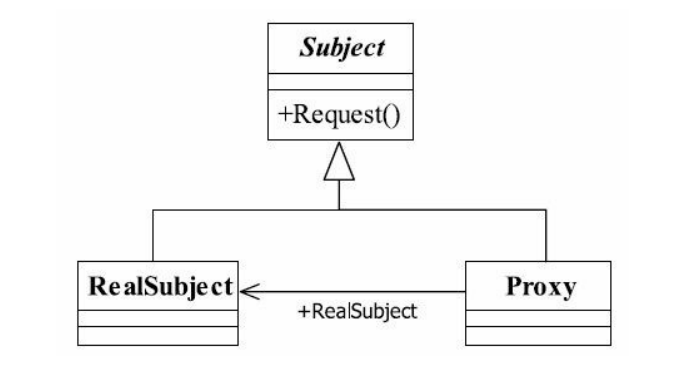 Subject
+Request()
RealSubject
+RealSubject
Proxy